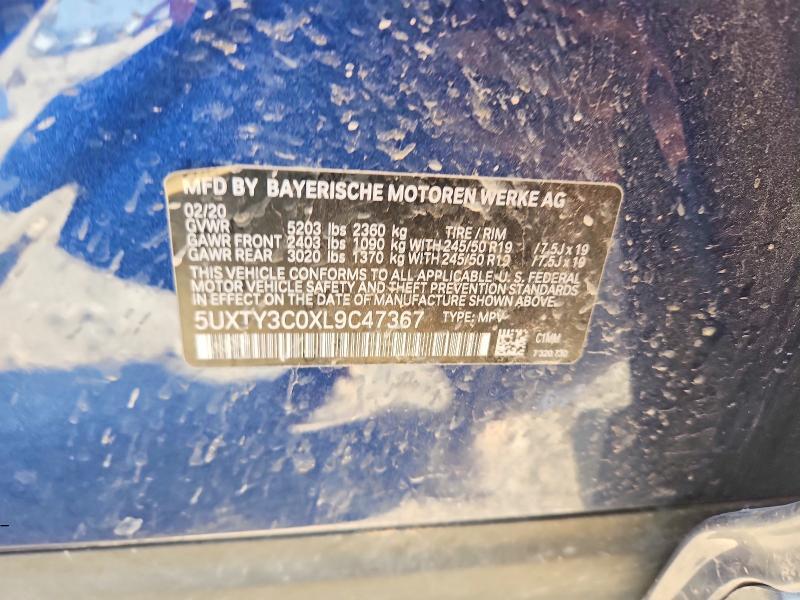 MFD BY BAYERISCHE MOTOREN WERKE AG
02/20
GVWR 5203 lbs 2360 kg TIRE / RIM
GAWR FRONT 2403 lbs 1090 kg WITH 245/50 R19 / 7.5J x 19
GAWR REAR 3020 lbs 1370 kg WITH 245/50 R19 / 7.5J x 19
THIS VEHICLE CONFORMS TO ALL APPLICABLE U. S. FEDERAL
MOTOR VEHICLE SAFETY AND THEFT PREVENTION STANDARDS
IN EFFECT ON THE DATE OF MANUFACTURE SHOWN ABOVE.
5UXTY3C0XL9C47367 TYPE: MPV
C1MM